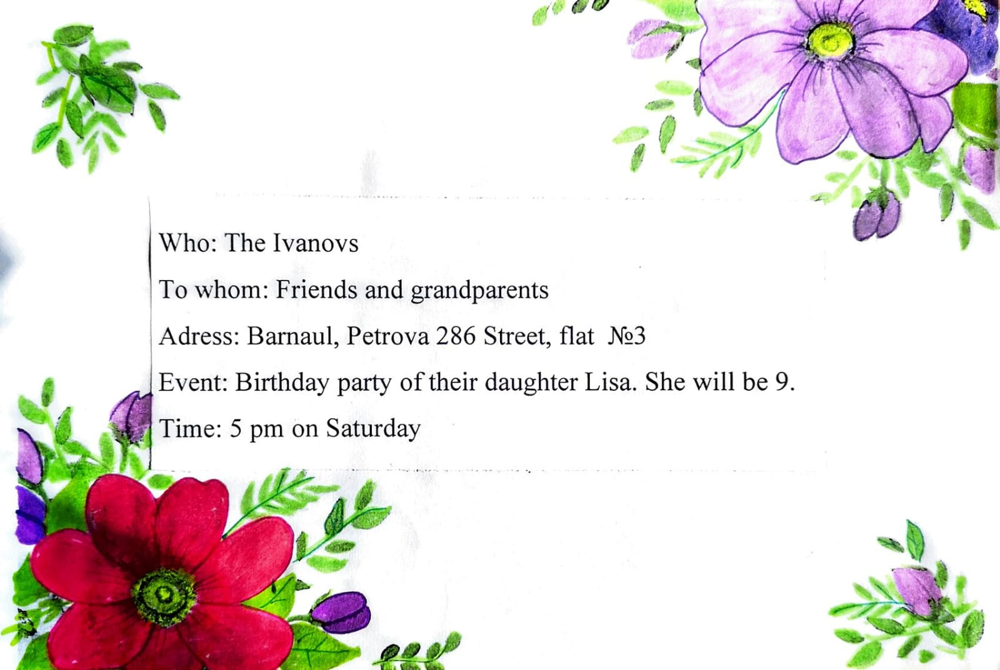 Who: The Ivanovs
To whom: Friends and grandparents
Adress: Barnaul, Petrova 286 Street, flat №3
Event: Birthday party of their daughter Lisa. She will be 9.
Time: 5 pm on Saturday